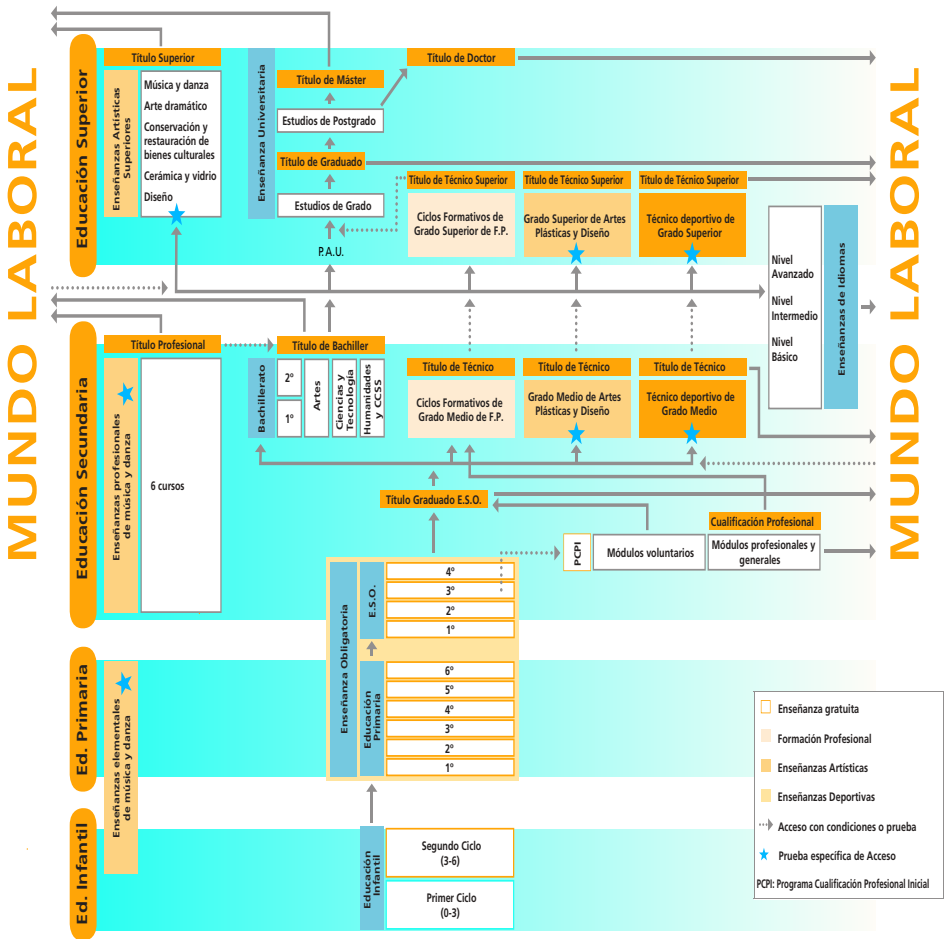 MUNDO LABORAL
MUNDO LABORAL
Educación Superior
Título Superior
Enseñanzas Artísticas
Superiores
Música y danza
Arte dramático
Conservación y
restauración de
bienes culturales
Cerámica y vidrio
Diseño
Enseñanza Universitaria
Título de Doctor
Título de Máster
Estudios de Postgrado
Título de Graduado
Estudios de Grado
P.A.U.
Título de Técnico Superior
Ciclos Formativos de
Grado Superior de F.P.
Título de Técnico Superior
Grado Superior de Artes
Plásticas y Diseño
Título de Técnico Superior
Técnico deportivo de
Grado Superior
Nivel
Avanzado
Nivel
Intermedio
Nivel
Básico
Enseñanzas de Idiomas
Educación Secundaria
Título Profesional
Enseñanzas profesionales
de música y danza
6 cursos
Título de Bachiller
Bachillerato
2º
1º
Artes
Ciencias y
Tecnología
Humanidades
y CCSS
Título de Técnico
Ciclos Formativos de
Grado Medio de F.P.
Título de Técnico
Grado Medio de Artes
Plásticas y Diseño
Título de Técnico
Técnico deportivo de
Grado Medio
Título Graduado E.S.O.
Cualificación Profesional
PCPI
Módulos voluntarios
Módulos profesionales y
generales
Enseñanza Obligatoria
E.S.O.
4º
3º
2º
1º
Ed. Primaria
Enseñanzas elementales
de música y danza
Educación
Primaria
6º
5º
4º
3º
2º
1º
Ed. Infantil
Educación
Infantil
Segundo Ciclo
(3-6)
Primer Ciclo
(0-3)
Enseñanza gratuita
Formación Profesional
Enseñanzas Artísticas
Enseñanzas Deportivas
Acceso con condiciones o prueba
Prueba especifica de Acceso
PCPI: Programa Cualificación Profesional Inicial